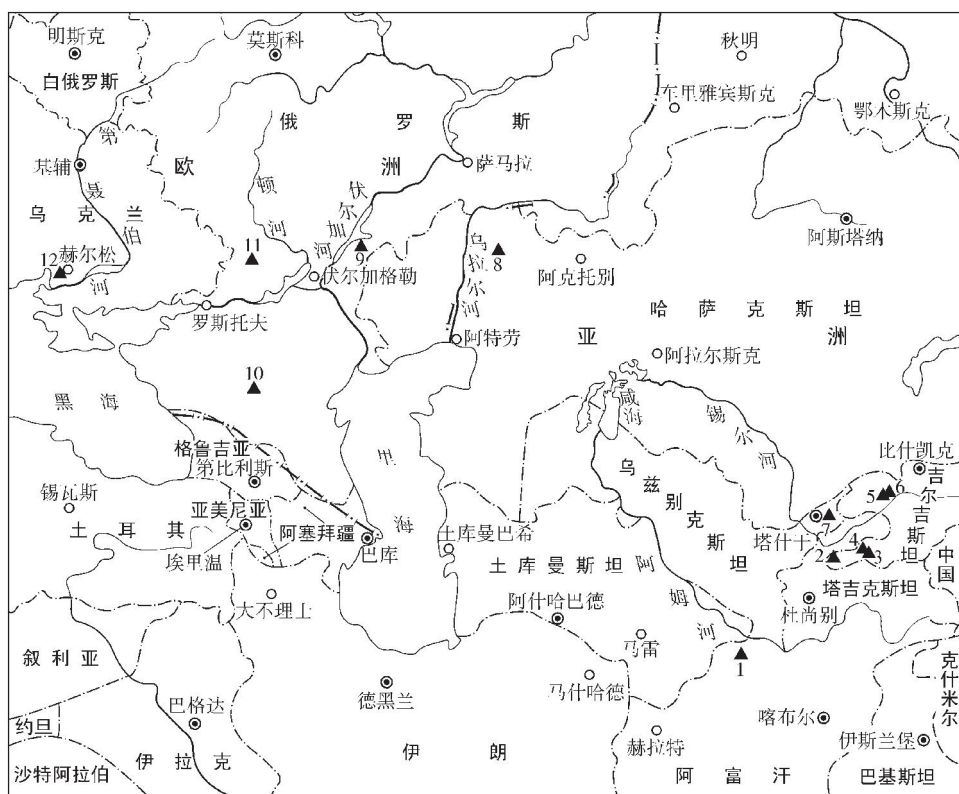 明斯克
莫斯科
秋明
白俄罗斯
车里雅宾斯克
鄂木斯克
俄罗斯
第聂伯河
欧洲
基辅
萨马拉
顿河
伏尔加河
乌克兰
阿斯塔纳
12
赫尔松
11
9
乌拉尔河
8
伏尔加格勒
阿克托别
罗斯托夫
哈萨克斯坦
阿特劳
亚洲
阿拉尔斯克
10
咸海
锡尔河
黑海
格鲁吉亚
第比利斯
里海
比什凯克
乌兹别克斯坦
吉尔吉斯坦
5
6
锡瓦斯
亚美尼亚
阿塞拜疆
7
土耳其
巴库
土库曼巴希
塔什干
4
2
3
中国
埃里温
土库曼斯坦
阿姆河
塔吉克斯坦
大不里士
阿什哈巴德
杜尚别
马雷
叙利亚
1
克什米尔
德黑兰
马什哈德
巴格达
喀布尔
约旦
赫拉特
伊斯兰堡
伊拉克
伊朗
沙特阿拉伯
阿富汗
巴基斯坦